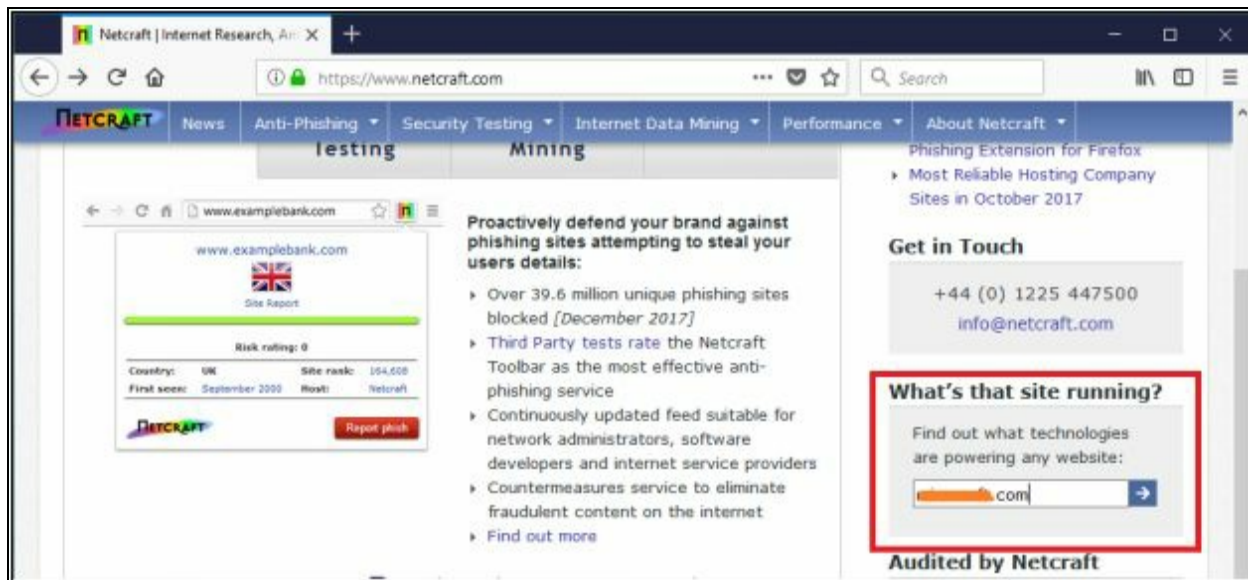 Netcraft | Internet Research, An
https://www.netcraft.com
Search
NETCRAFT News Anti-Phishing Security Testing Internet Data Mining Performance About Netcraft
Testing
Mining
www.examplebank.com
www.examplebank.com
Site Report
Risk rating: 0
Country: UK Site rank: 164,608
First seen: September 2000 Host: Netcraft
NETCRAFT
Report phish
Proactively defend your brand against
phishing sites attempting to steal your
users details:
Over 39.6 million unique phishing sites
blocked [December 2017]
Third Party tests rate the Netcraft
Toolbar as the most effective anti-
phishing service
Continuously updated feed suitable for
network administrators, software
developers and internet service providers
Countermeasures service to eliminate
fraudulent content on the internet
Find out more
Phishing Extension for Firefox
Most Reliable Hosting Company
Sites in October 2017
Get in Touch
+44 (0) 1225 447500
info@netcraft.com
What's that site running?
Find out what technologies
are powering any website:
.com
Audited by Netcraft